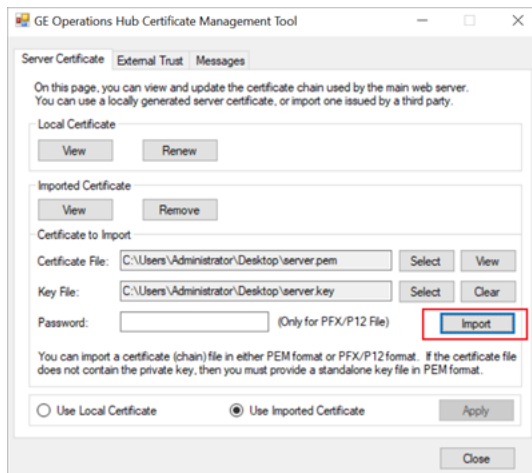 GE Operations Hub Certificate Management Tool
Server Certificate External Trust Messages
On this page, you can view and update the certificate chain used by the main web server.
You can use a locally generated server certificate, or import one issued by a third party.
Local Certificate
View Renew
Imported Certificate
View Remove
Certificate to Import
Certificate File: C:\Users\Administrator\Desktop\server.pem Select View
Key File: C:\Users\Administrator\Desktop\server.key Select Clear
Password: (Only for PFX/P12 File) Import
You can import a certificate (chain) file in either PEM format or PFX/P12 format. If the certificate file
does not contain the private key, then you must provide a standalone key file in PEM format.
Use Local Certificate Use Imported Certificate Apply
Close